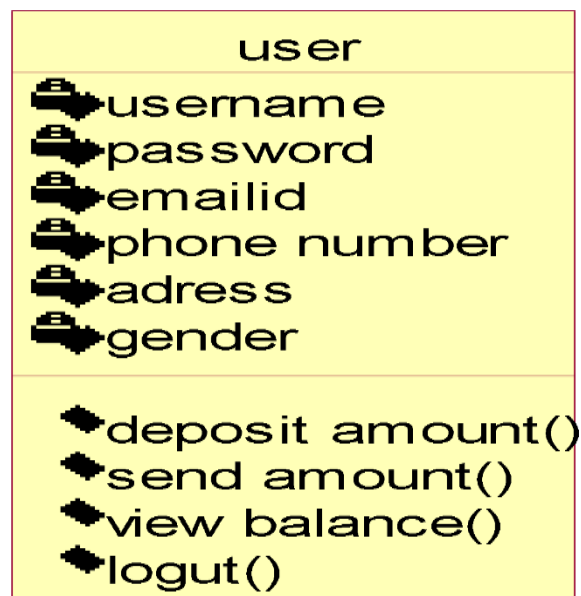 user
username
password
emailid
phone number
adress
gender
deposit amount()
send amount()
view balance()
logut()